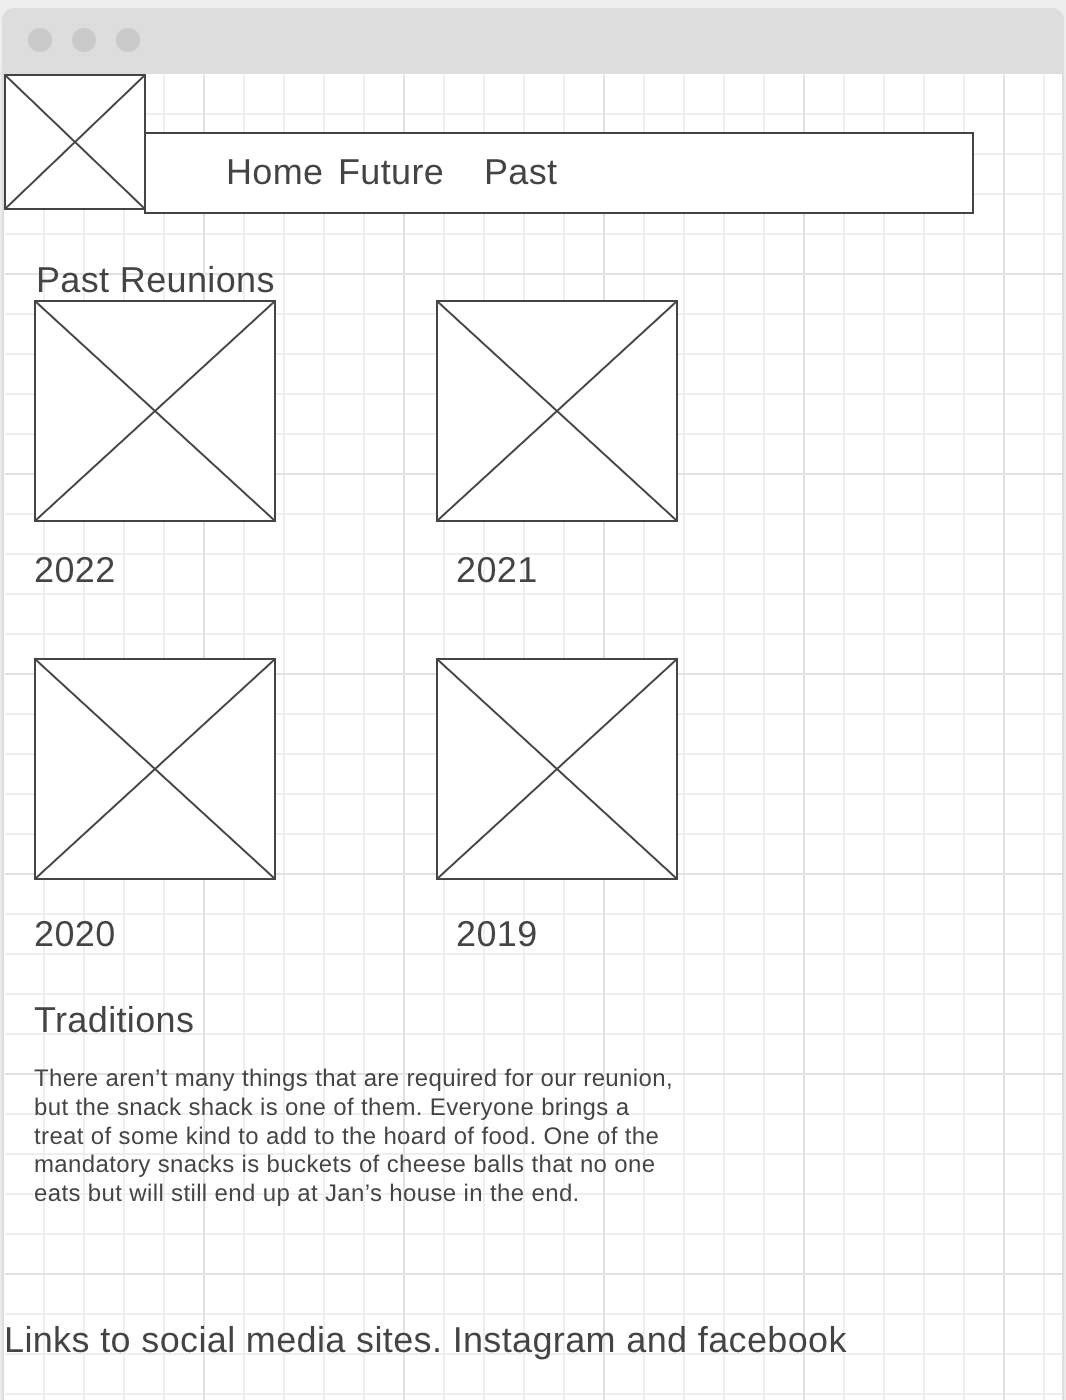 Home Future Past
Past Reunions
2022 2021
2020 2019
Traditions
There aren’t many things that are required for our reunion,
but the snack shack is one of them. Everyone brings a
treat of some kind to add to the hoard of food. One of the
mandatory snacks is buckets of cheese balls that no one
eats but will still end up at Jan’s house in the end.
Links to social media sites. Instagram and facebook